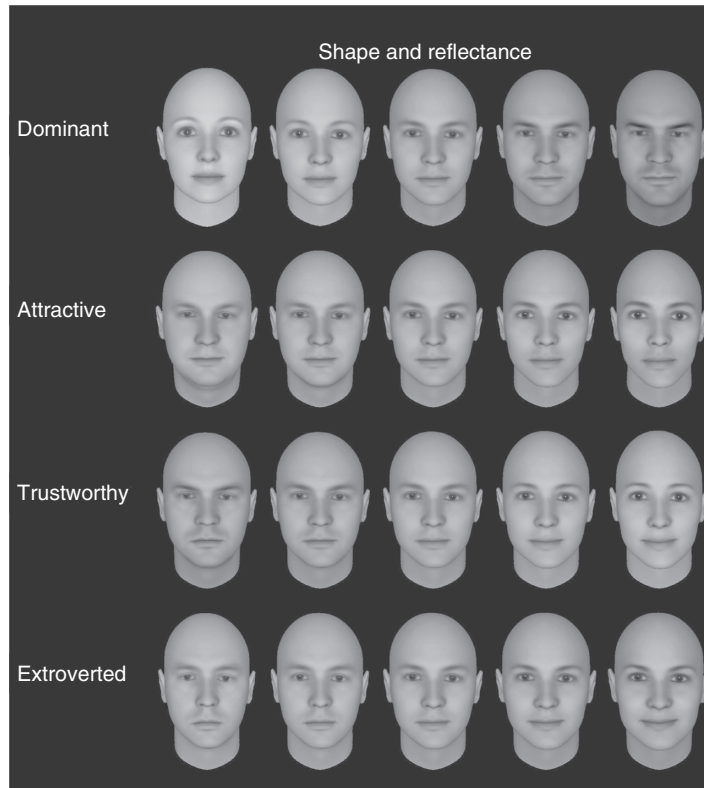 Shape and reflectance
Dominant
Attractive
Trustworthy
Extroverted